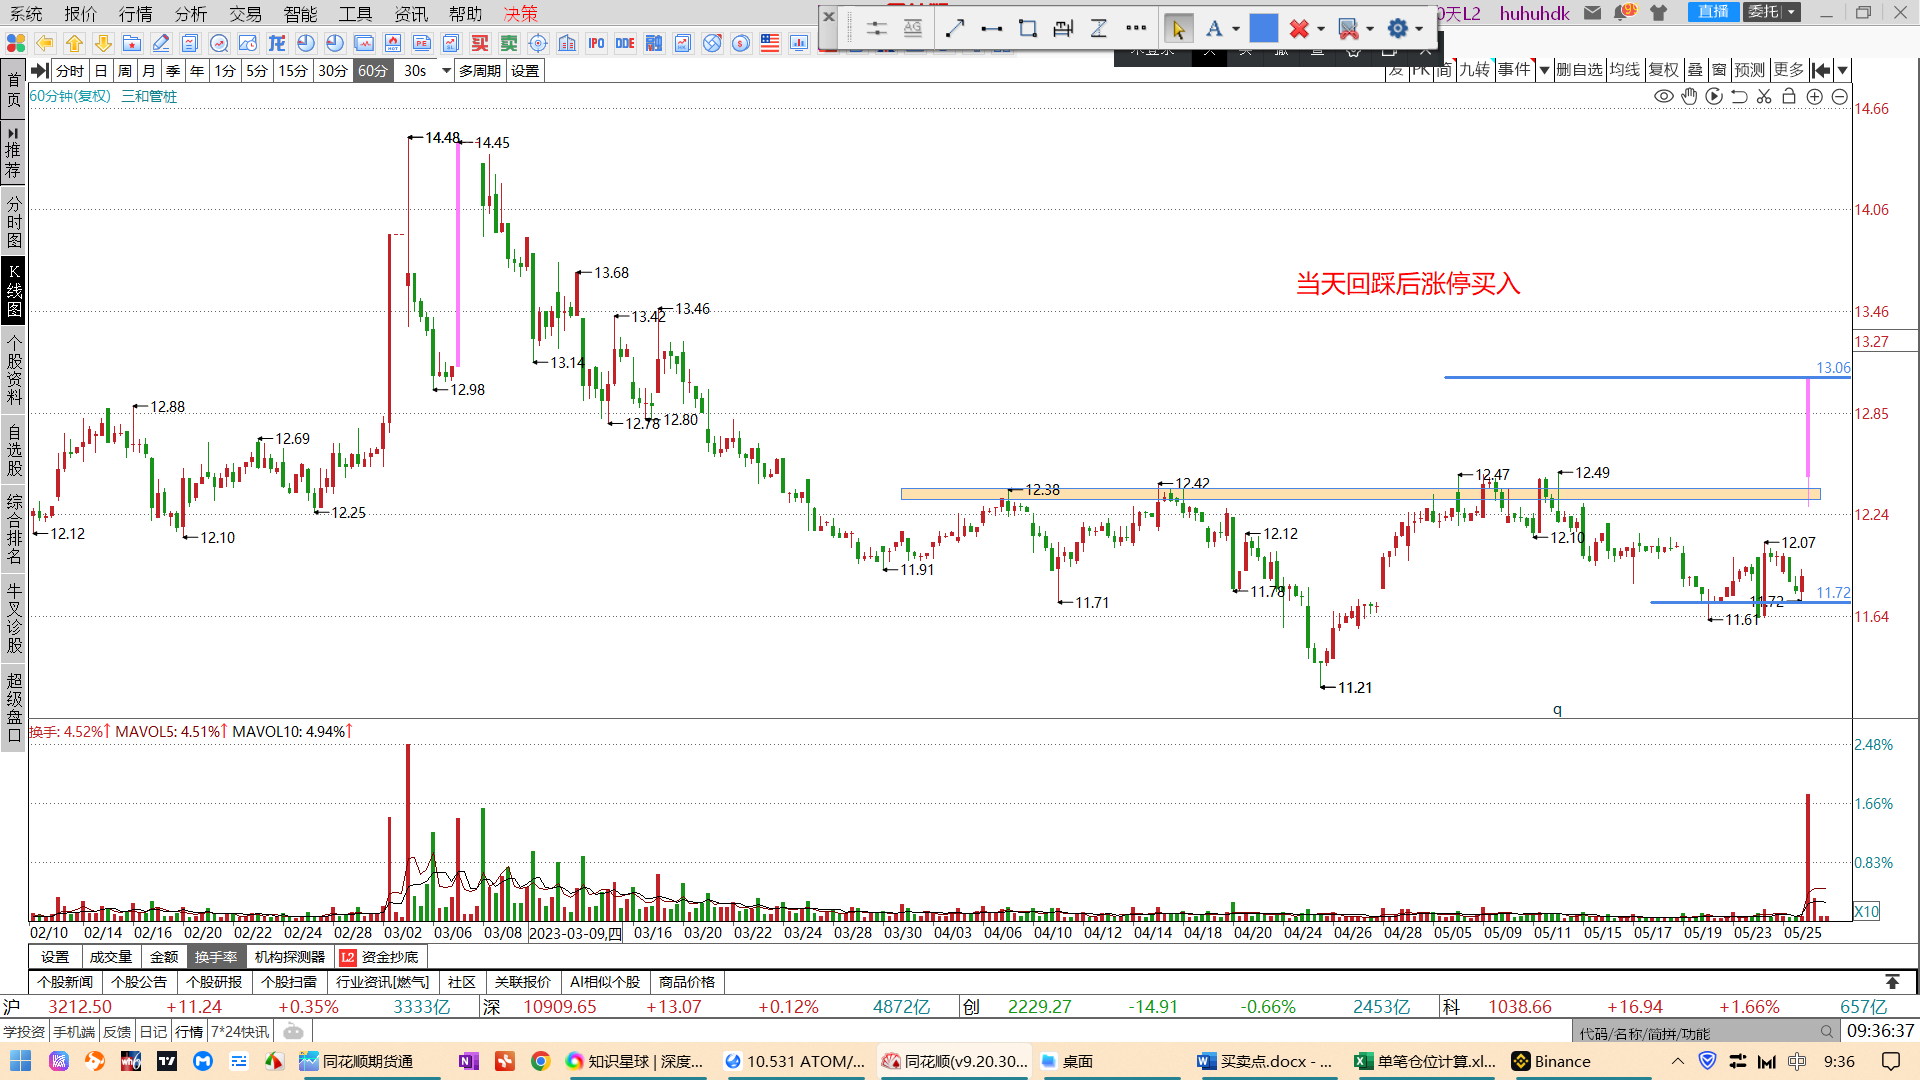 系统 报价 行情 分析 交易 智能 工具 资讯 帮助 决策
天L2 huhuhdk 9+ 直播 委托
IPO DDE 融 买 卖 龙 PE
分时 日 周 月 季 年 1分 5分 15分 30分 60分 30s 多周期 设置
发 PK 简 九转 事件 删自选 均线 复权 叠 窗 预测 更多
60分钟(复权) 三和管桩
首页
推荐
分时图
K线图
个股资料
自选股
综合排名
牛叉诊股
超级盘口
14.66
14.06
13.46
13.27
12.85
12.24
11.64
14.48
14.45
13.68
13.42
13.46
13.14
12.98
12.78
12.80
12.88
12.69
12.25
12.12
12.10
12.38
12.42
12.47
12.49
12.12
12.10
12.07
11.91
11.71
11.78
11.72
11.61
11.21
当天回踩后涨停买入
13.06
11.72
q
换手: 4.52%↑ MAVOL5: 4.51%↑ MAVOL10: 4.94%↑
2.48%
1.66%
0.83%
X10
02/10 02/14 02/16 02/20 02/22 02/24 02/28 03/02 03/06 03/08 2023-03-09,四 03/16 03/20 03/22 03/24 03/28 03/30 04/03 04/06 04/10 04/12 04/14 04/18 04/20 04/24 04/26 04/28 05/05 05/09 05/11 05/15 05/17 05/19 05/23 05/25
设置 成交量 金额 换手率 机构探测器 L2 资金抄底
个股新闻 个股公告 个股研报 个股扫雷 行业资讯[燃气] 社区 关联报价 AI相似个股 商品价格
沪 3212.50 +11.24 +0.35% 3333亿 深 10909.65 +13.07 +0.12% 4872亿 创 2229.27 -14.91 -0.66% 2453亿 科 1038.66 +16.94 +1.66% 657亿
学投资 手机端 反馈 日记 行情 7*24快讯 代码/名称/简拼/功能 09:36:37
同花顺期货通 知识星球 | 深度... 10.531 ATOM/... 同花顺(v9.20.30... 桌面 买卖点.docx - ... 单笔仓位计算.xl... Binance 9:36